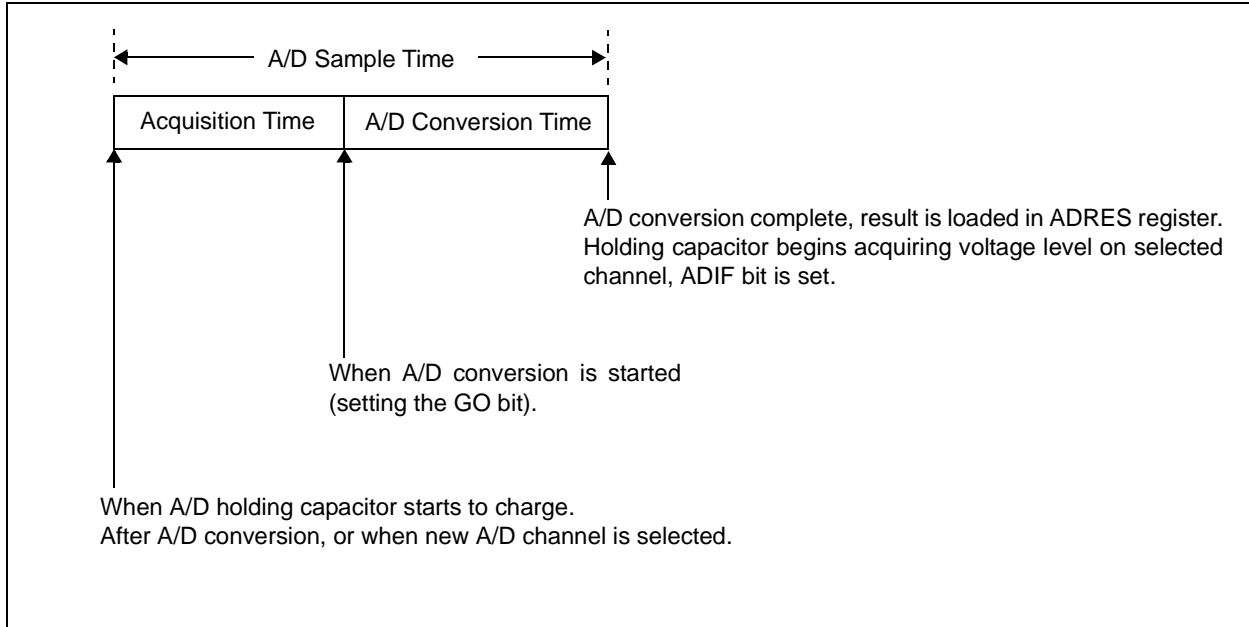 A/D Sample Time
Acquisition Time
A/D Conversion Time
A/D conversion complete, result is loaded in ADRES register.
Holding capacitor begins acquiring voltage level on selected
channel, ADIF bit is set.
When A/D conversion is started
(setting the GO bit).
When A/D holding capacitor starts to charge.
After A/D conversion, or when new A/D channel is selected.